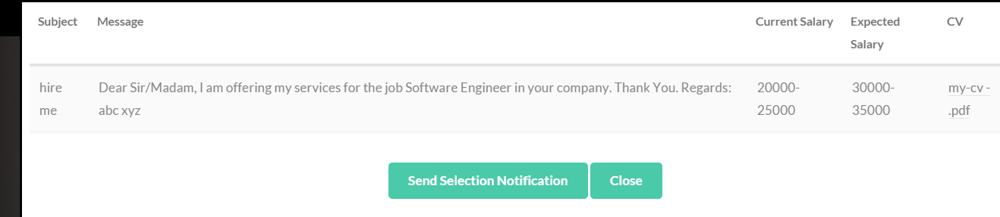 Subject Message Current Salary Expected Salary CV
hire me Dear Sir/Madam, I am offering my services for the job Software Engineer in your company. Thank You. Regards: abc xyz 20000-25000 30000-35000 my-cv -.pdf
Send Selection Notification Close